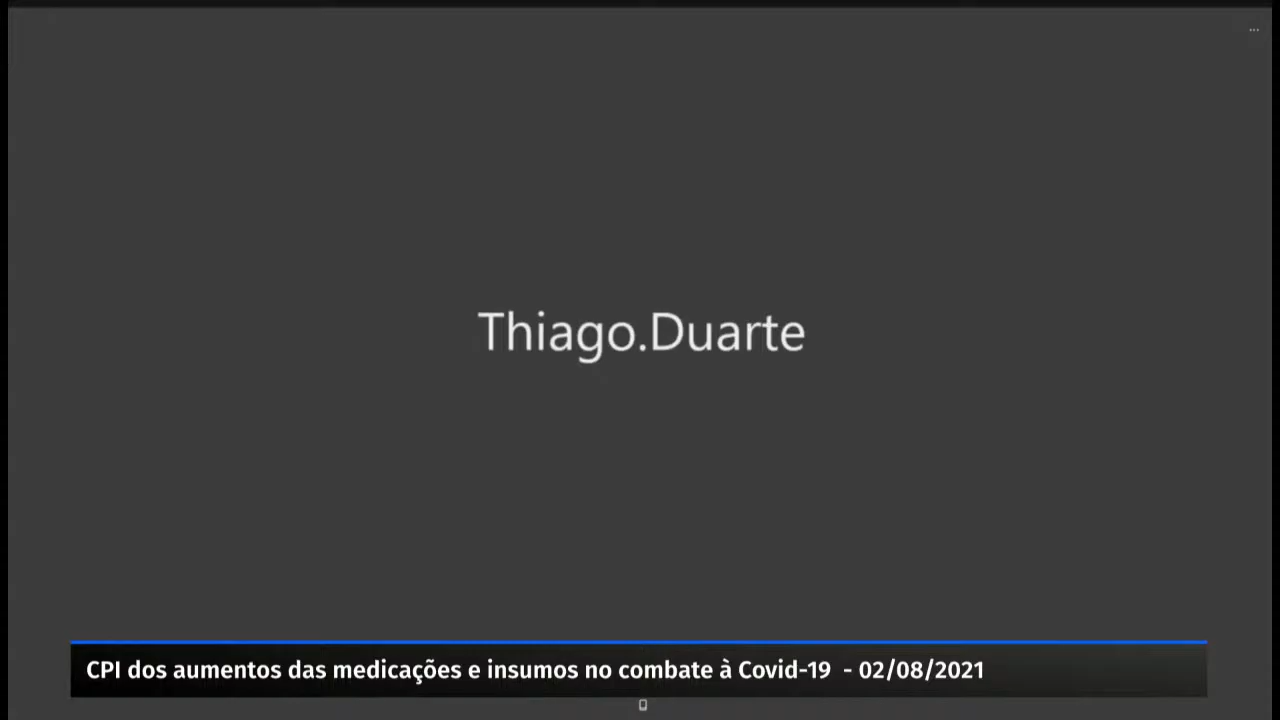 Thiago.Duarte
CPI dos aumentos das medicações e insumos no combate à Covid-19 - 02/08/2021